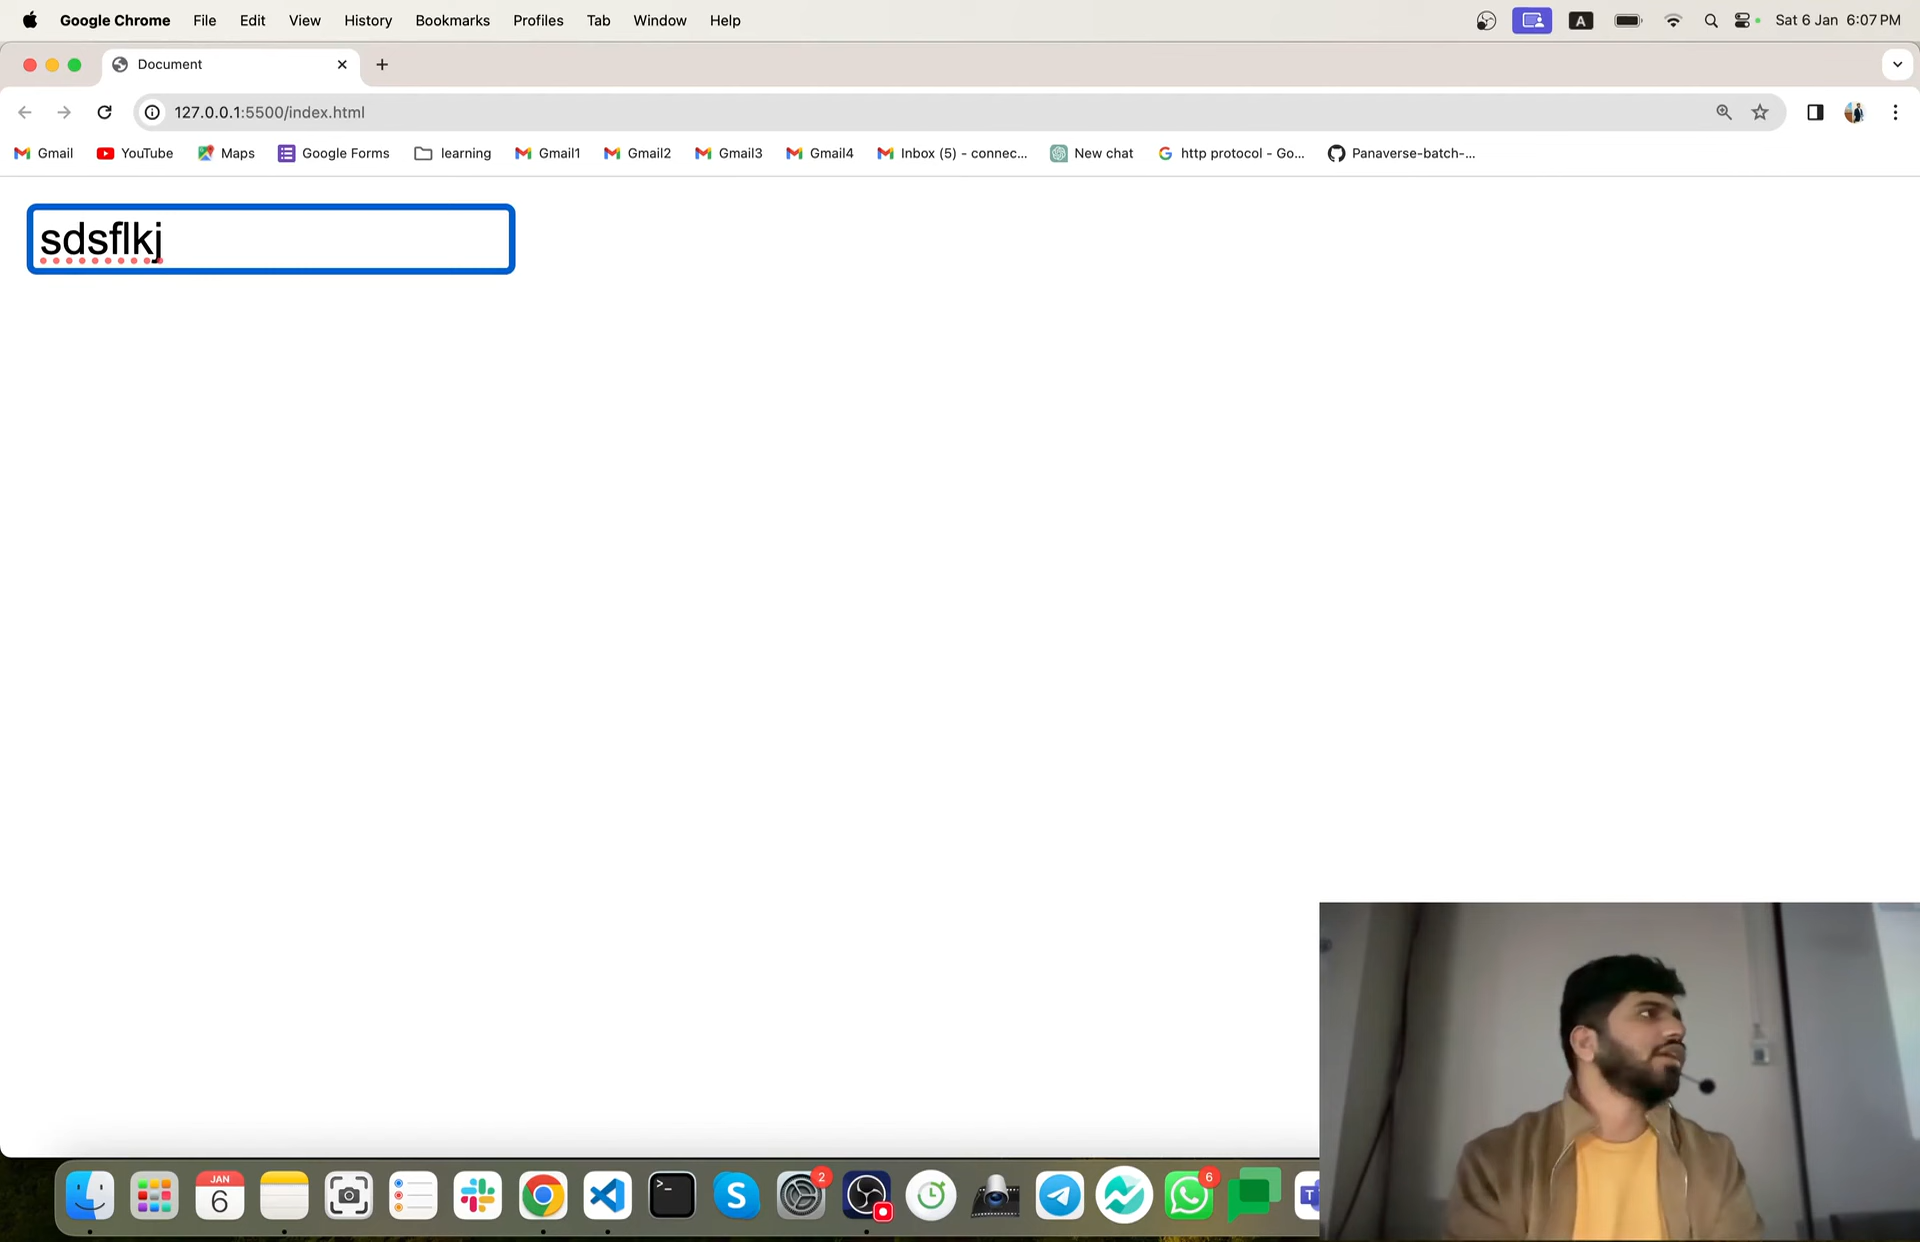 Google Chrome File Edit View History Bookmarks Profiles Tab Window Help A Sat 6 Jan 6:07 PM
Document
127.0.0.1:5500/index.html
Gmail YouTube Maps Google Forms learning Gmail1 Gmail2 Gmail3 Gmail4 Inbox (5) - connec... New chat http protocol - Go... Panaverse-batch-...
sdsflkj
JAN 6 >_ S 2 6 T